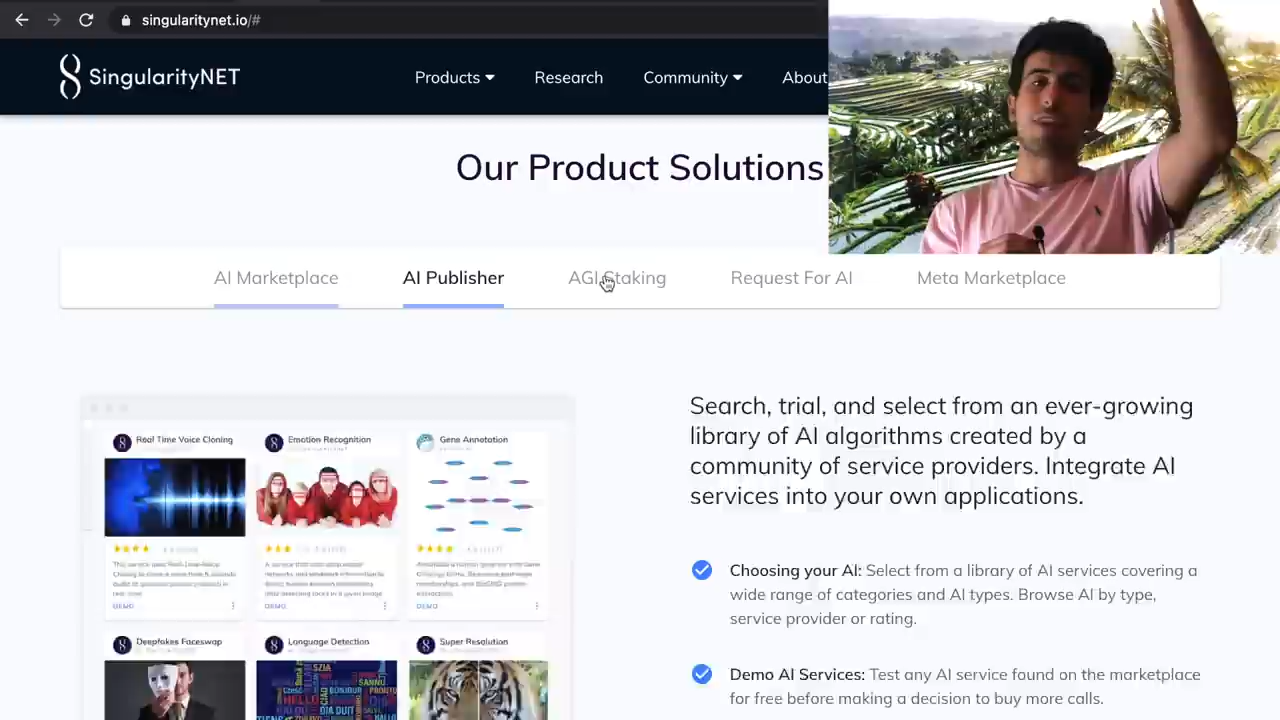 singularitynet.io/#
SingularityNET
Products
Research
Community
About
Our Product Solutions
AI Marketplace
AI Publisher
AGI Staking
Request For AI
Meta Marketplace
Search, trial, and select from an ever-growing
library of AI algorithms created by a
community of service providers. Integrate AI
services into your own applications.
Choosing your AI: Select from a library of AI services covering a
wide range of categories and AI types. Browse AI by type,
service provider or rating.
Demo AI Services: Test any AI service found on the marketplace
for free before making a decision to buy more calls.
Real Time Voice Cloning
Emotion Recognition
Gene Annotation
DEMO
DEMO
DEMO
Deepfakes Faceswap
Language Detection
Super Resolution